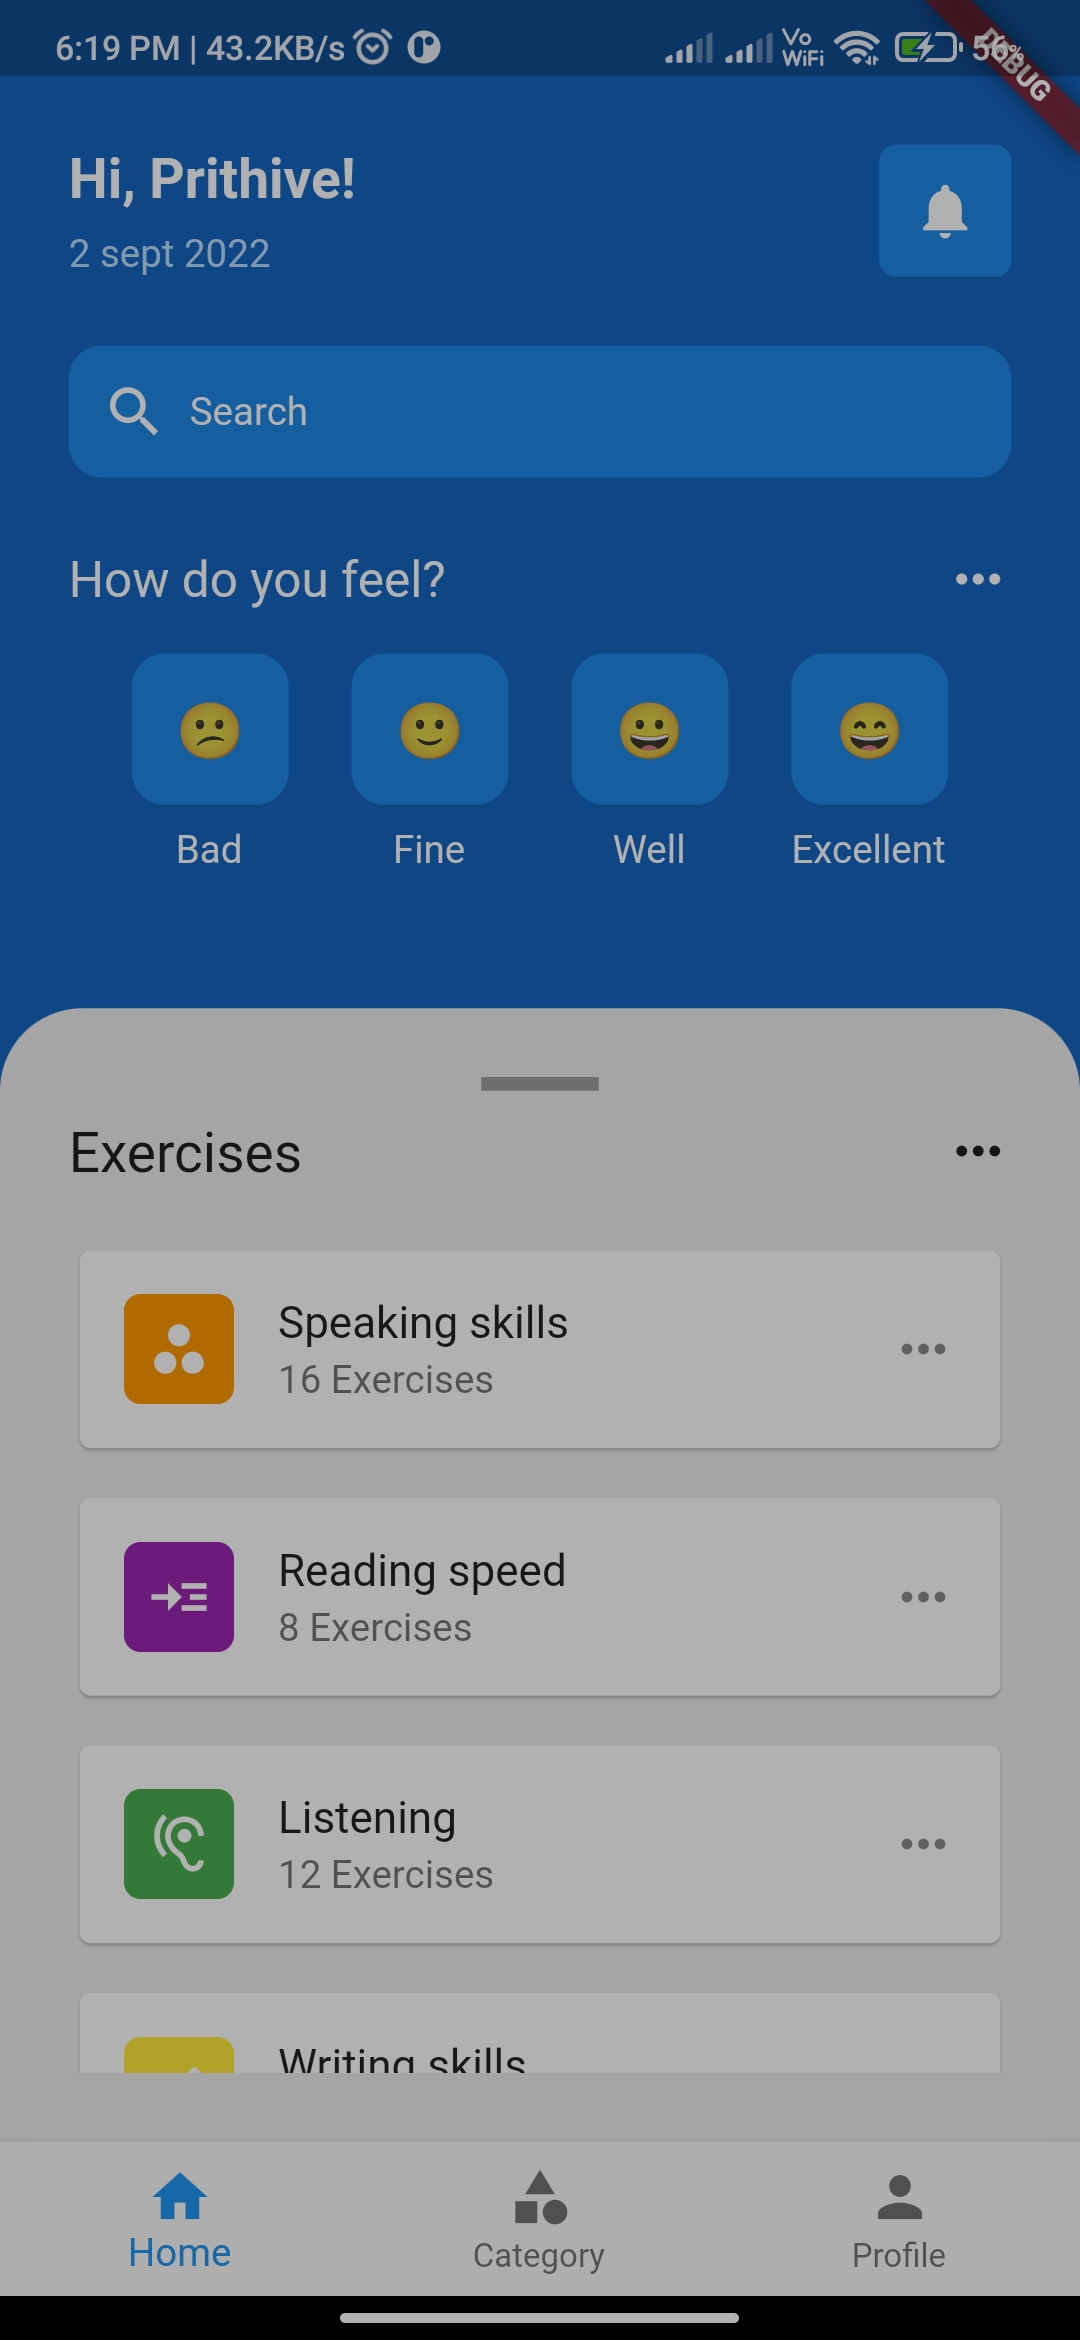 6:19 PM | 43.2KB/s
Vo
WiFi
56%
DEBUG
Hi, Prithive!
2 sept 2022
Search
How do you feel?
Bad
Fine
Well
Excellent
Exercises
Speaking skills
16 Exercises
Reading speed
8 Exercises
Listening
12 Exercises
Writing skills
Home
Category
Profile